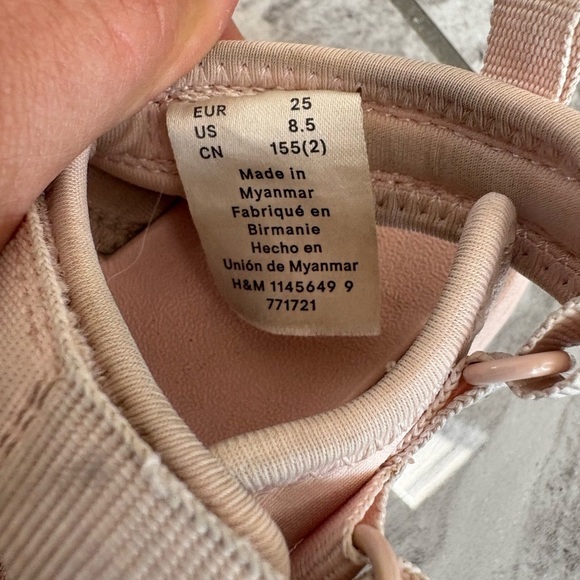 EUR 25
US 8.5
CN 155(2)
Made in
Myanmar
Fabriqué en
Birmanie
Hecho en
Unión de Myanmar
H&M 1145649 9
771721